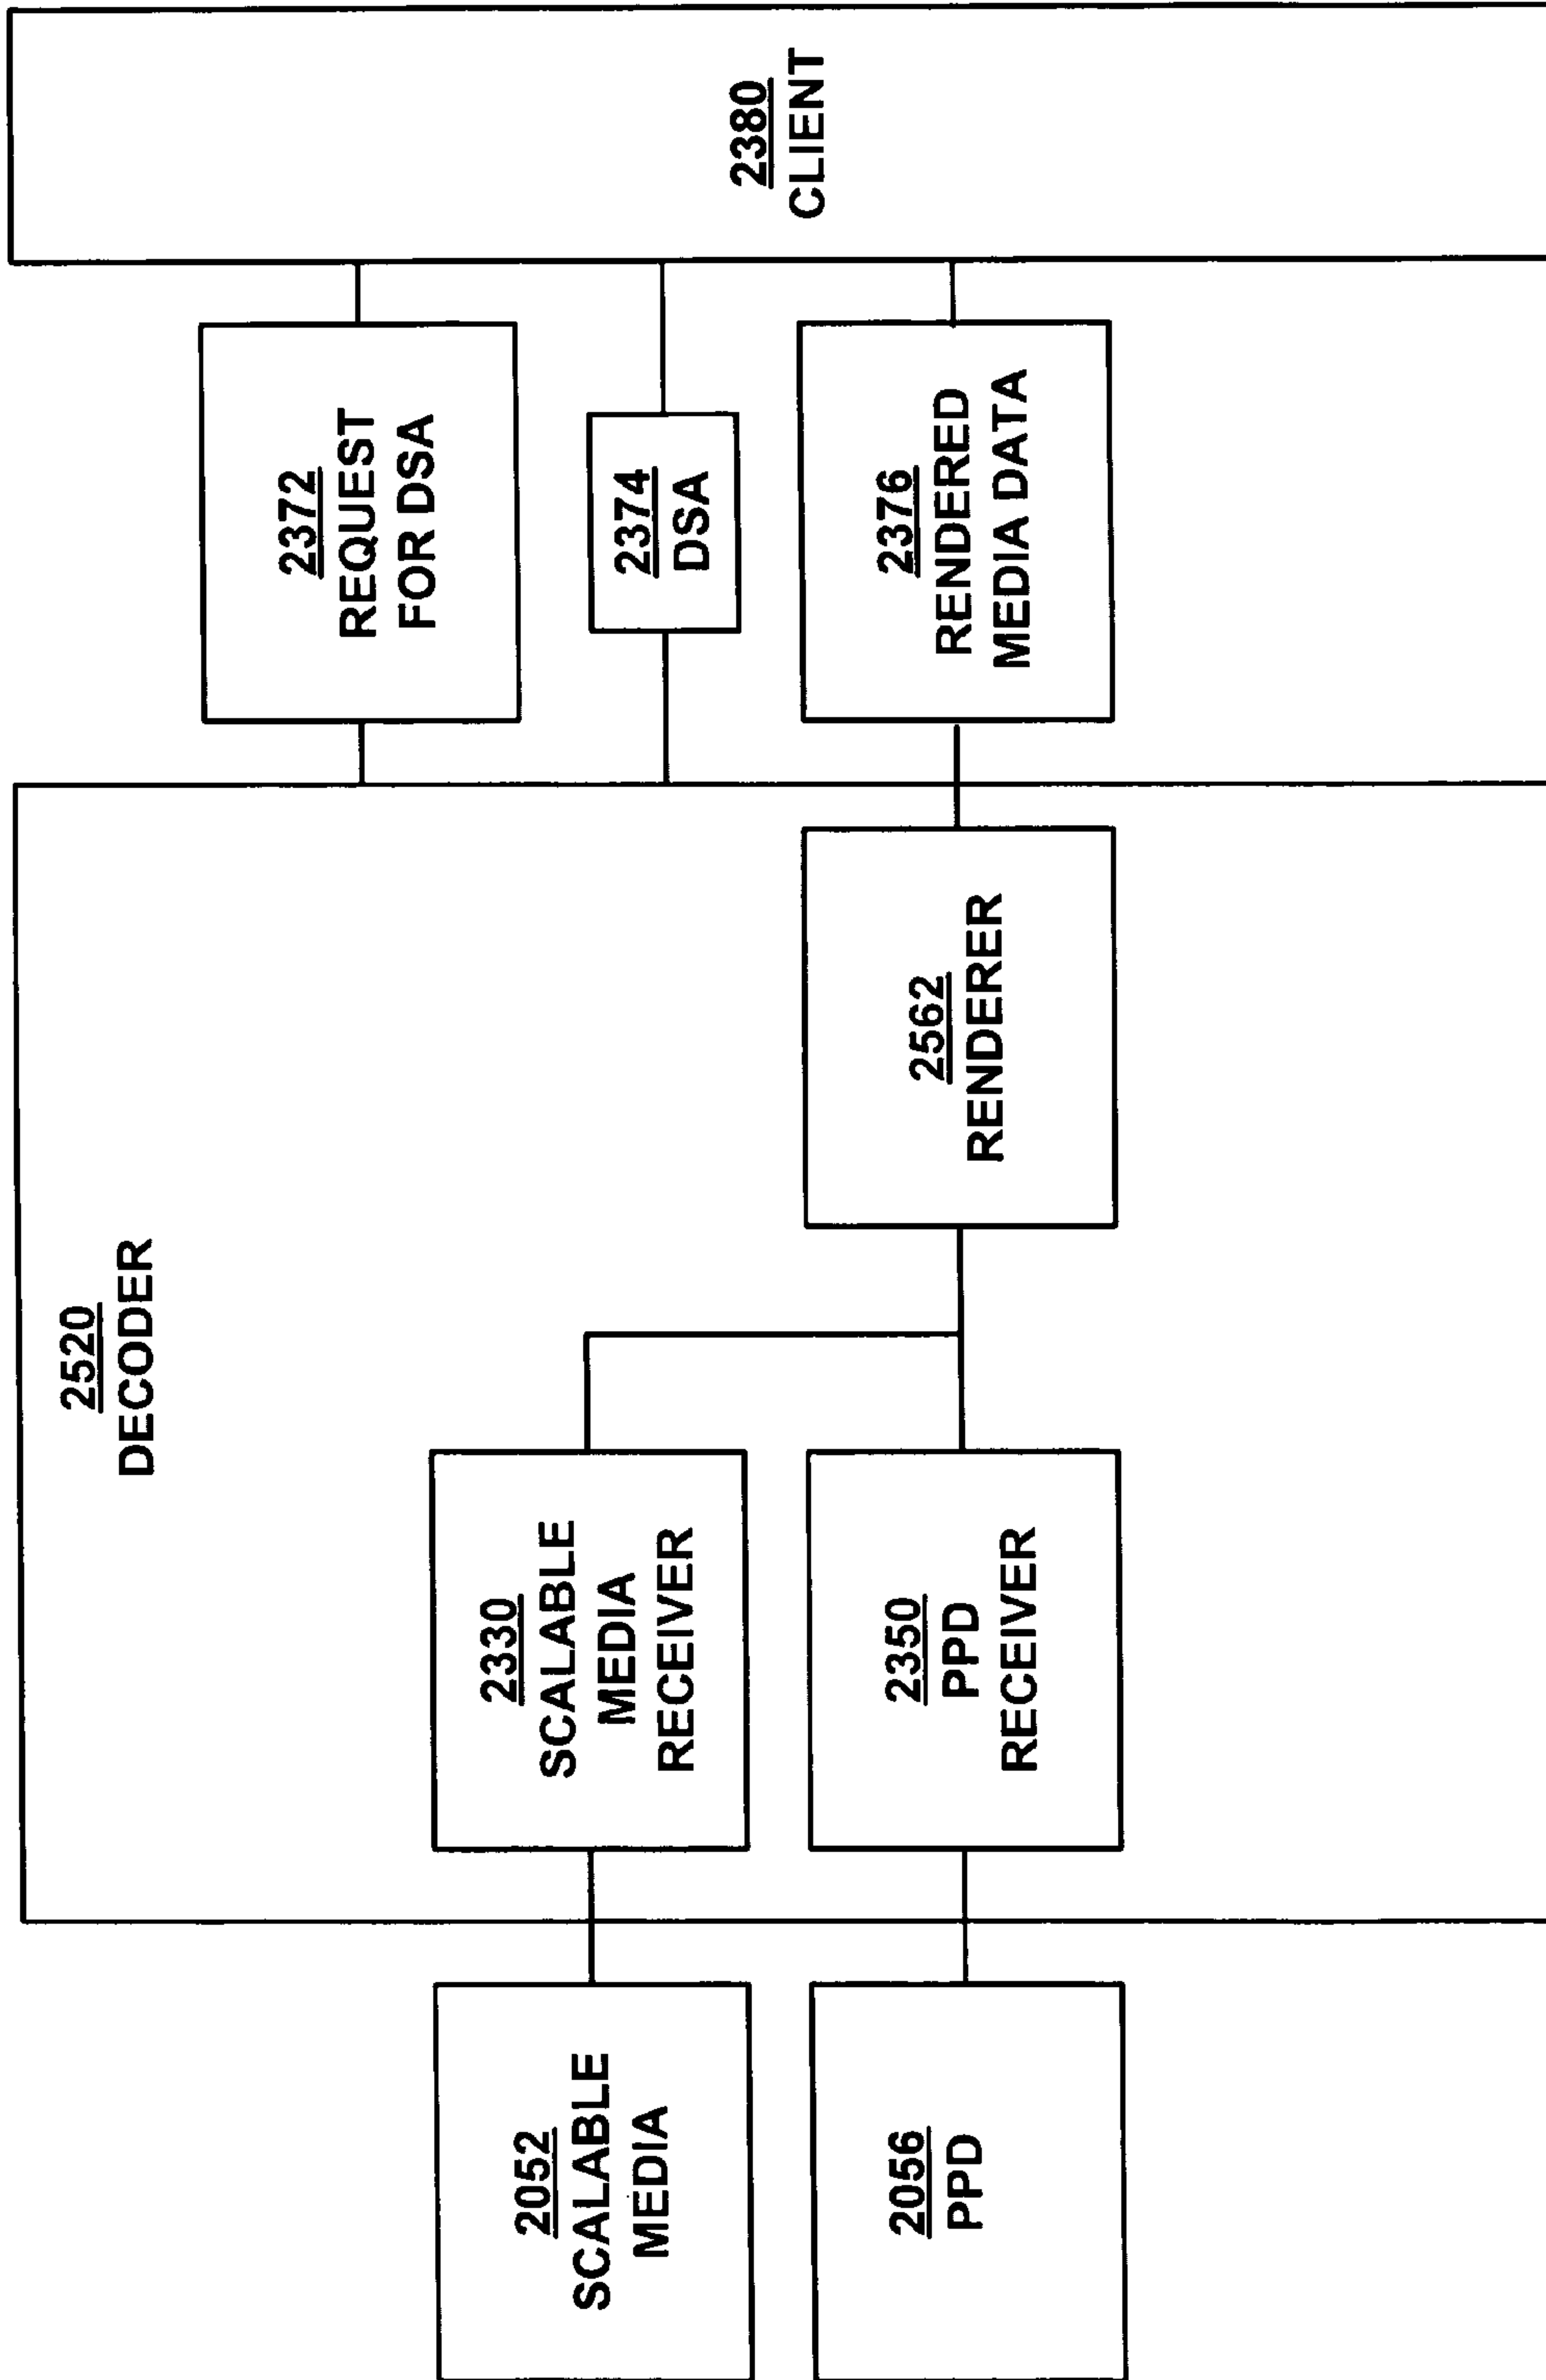 2520
DECODER
2052
SCALABLE
MEDIA
2330
SCALABLE
MEDIA
RECEIVER
2056
PPD
2350
PPD
RECEIVER
2562
RENDERER
2372
REQUEST
FOR DSA
2374
DSA
2376
RENDERED
MEDIA DATA
2380
CLIENT